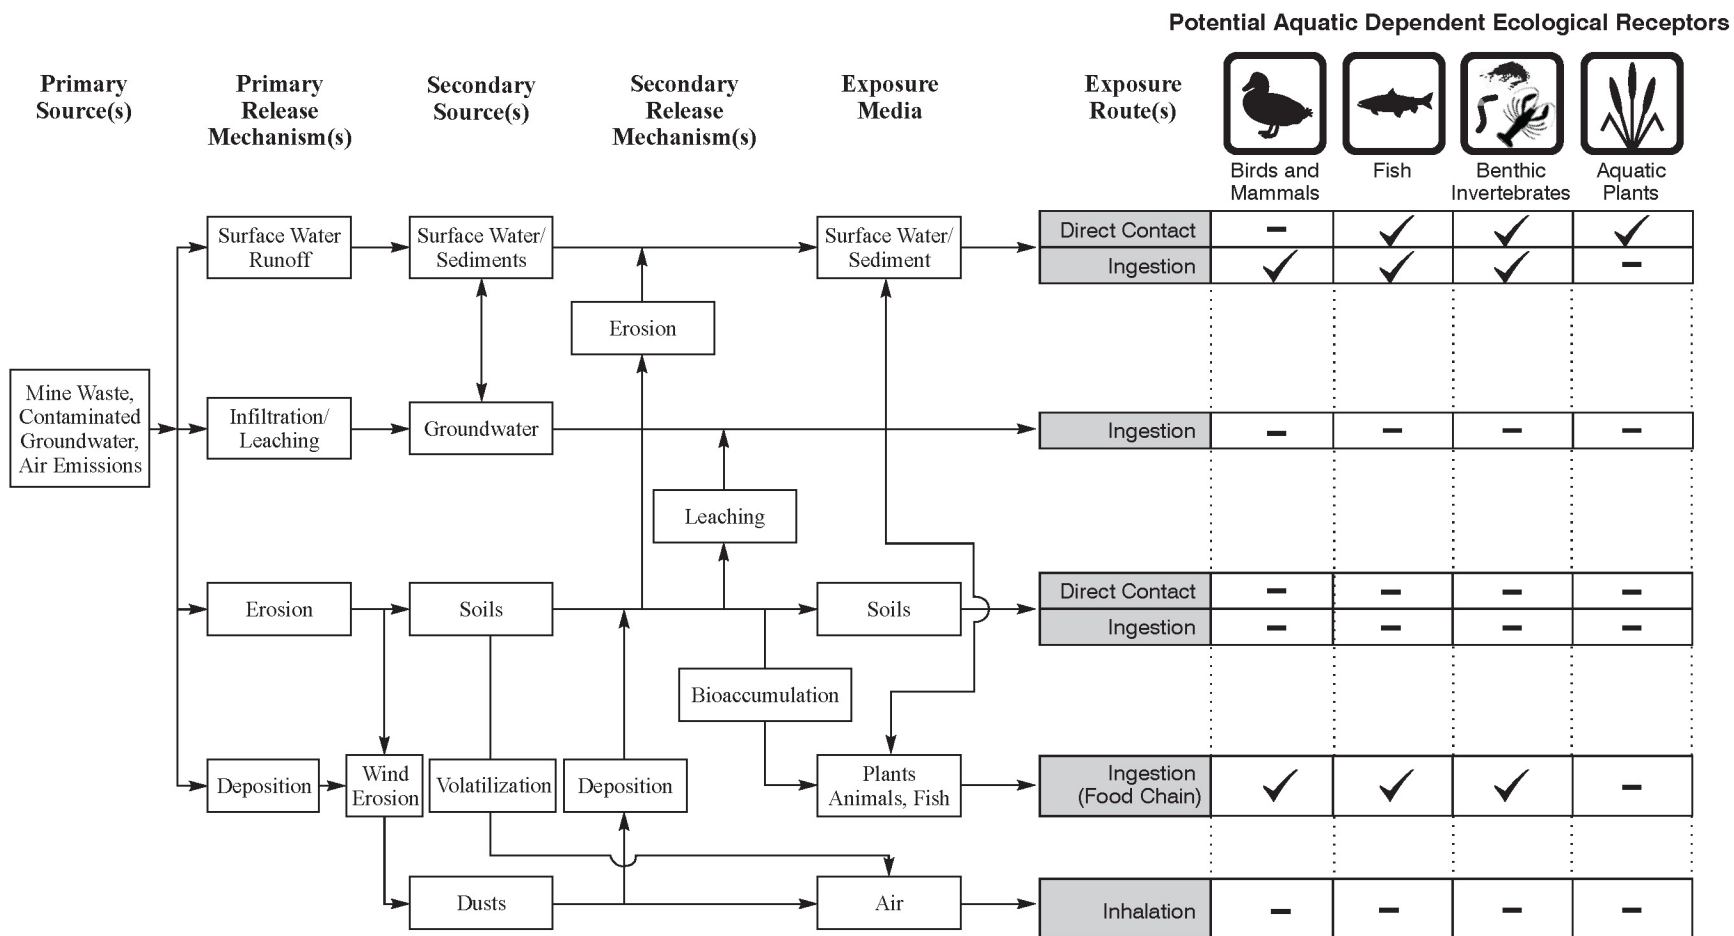 Potential Aquatic Dependent Ecological Receptors
Primary
Source(s)
Primary
Release
Mechanism(s)
Secondary
Source(s)
Secondary
Release
Mechanism(s)
Exposure
Media
Exposure
Route(s)
Birds and
Mammals
Fish
Benthic
Invertebrates
Aquatic
Plants
Surface Water
Runoff
Surface Water/
Sediments
Surface Water/
Sediment
Direct Contact
Ingestion
Erosion
Mine Waste,
Contaminated
Groundwater,
Air Emissions
Infiltration/
Leaching
Groundwater
Ingestion
Leaching
Erosion
Soils
Soils
Direct Contact
Ingestion
Bioaccumulation
Deposition
Wind
Erosion
Volatilization
Deposition
Plants
Animals, Fish
Ingestion
(Food Chain)
Dusts
Air
Inhalation